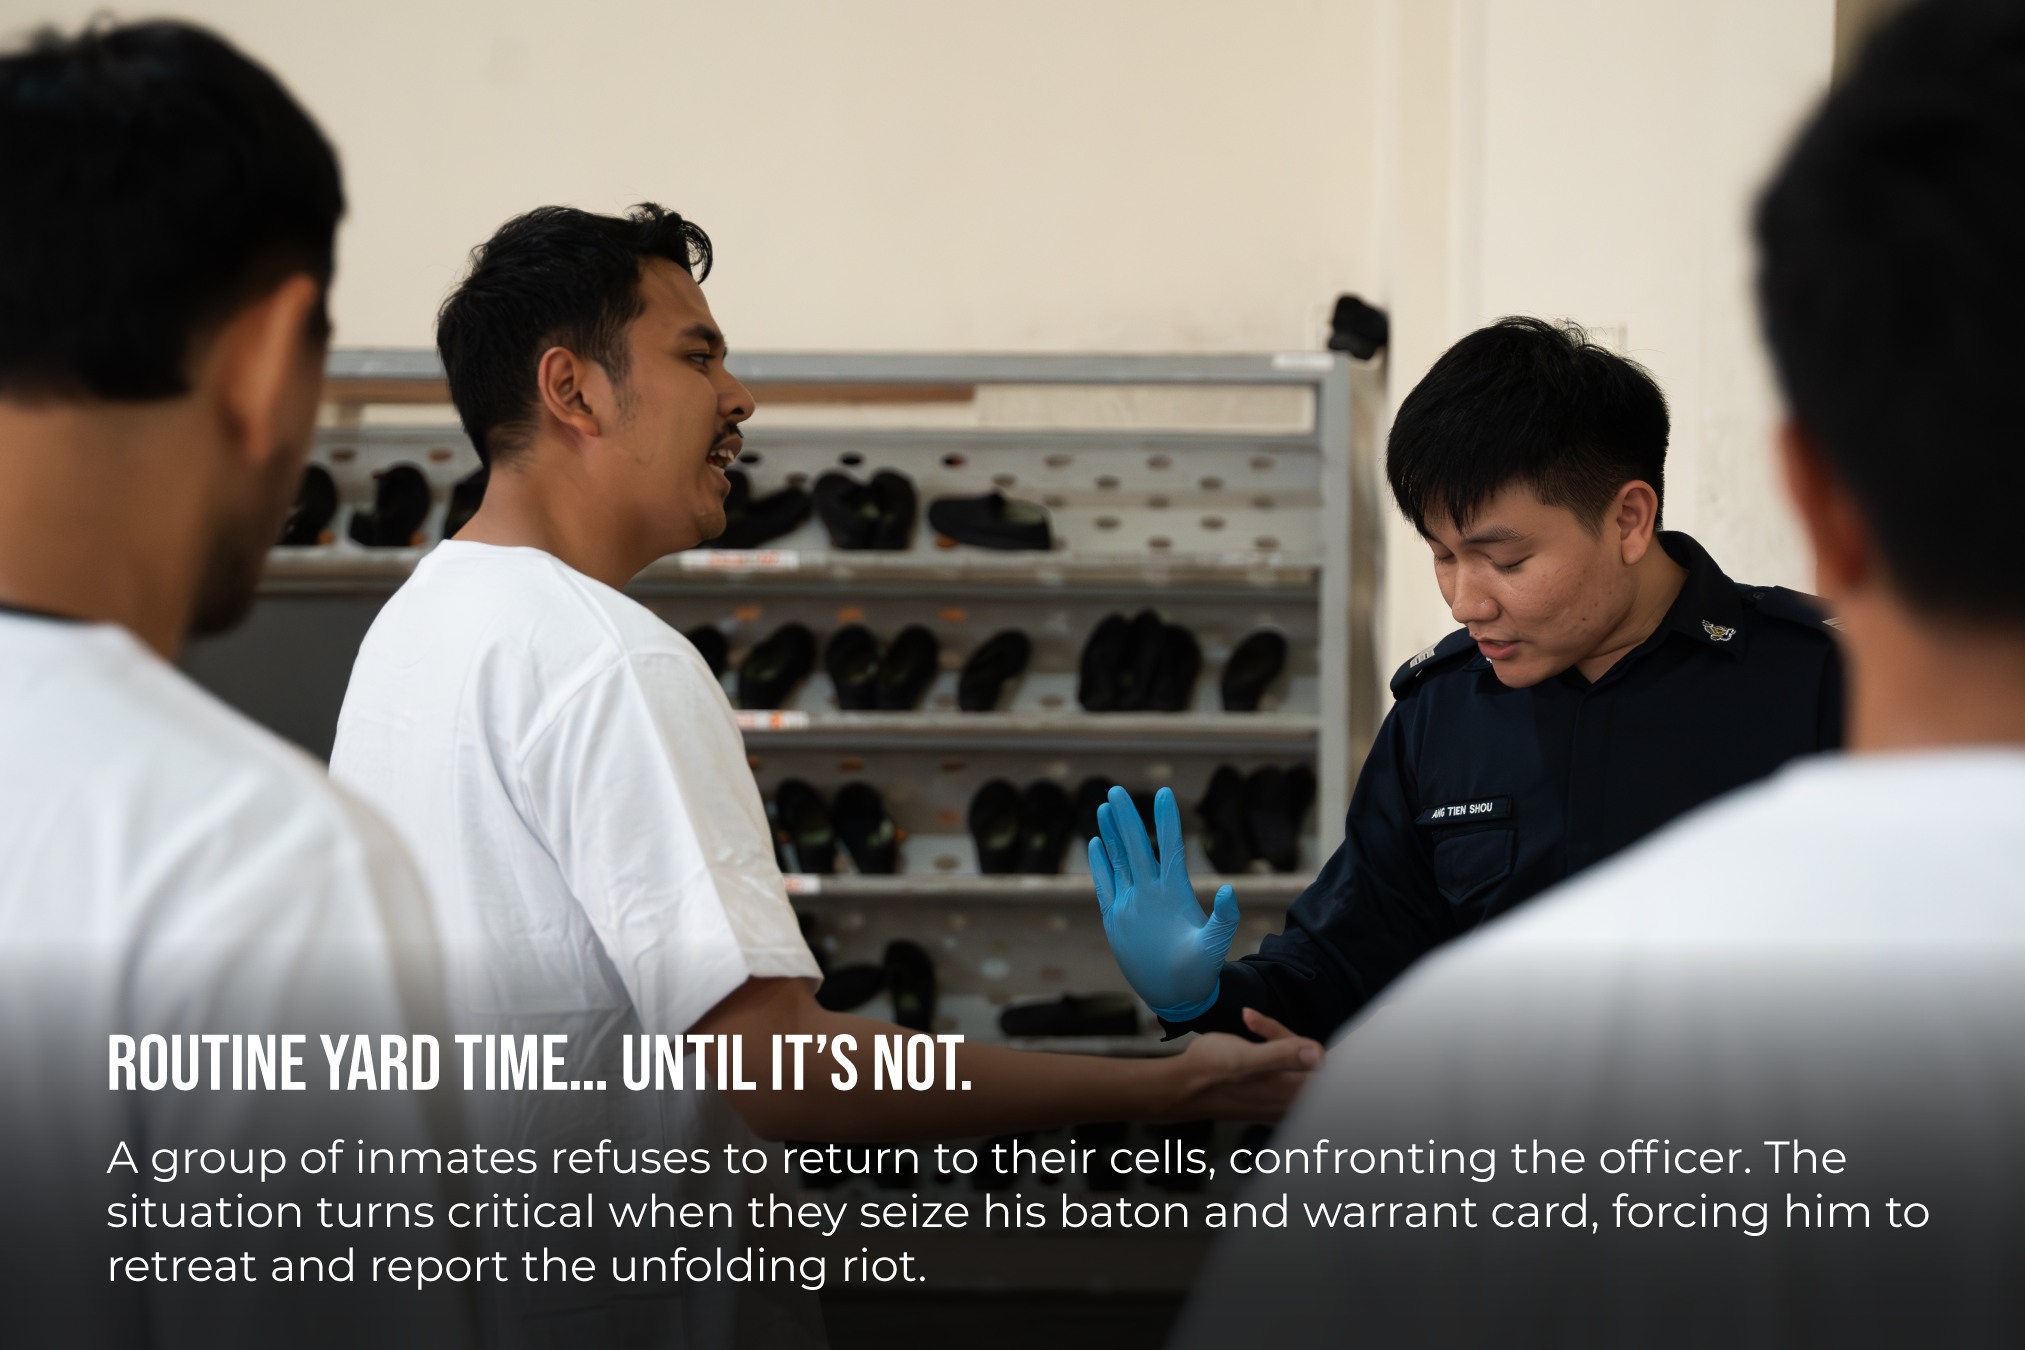 ANG TIEN SHOU
ROUTINE YARD TIME... UNTIL IT’S NOT.
A group of inmates refuses to return to their cells, confronting the officer. The
situation turns critical when they seize his baton and warrant card, forcing him to
retreat and report the unfolding riot.